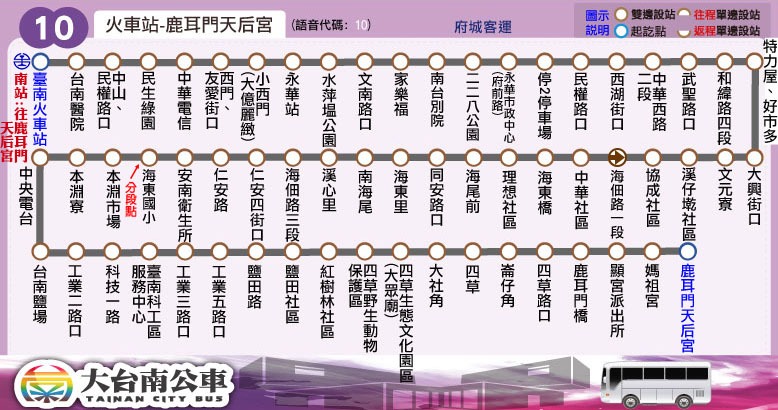 10
火車站-鹿耳門天后宮
(語音代碼：10)
府城客運
圖示
說明
雙邊設站
起訖點
往程單邊設站
返程單邊設站
南站：往鹿耳門天后宮
臺南火車站
台南醫院
中山、民權路口
民生綠園
中華電信
西門、友愛街口
小西門(大億麗緻)
永華站
水萍塭公園
文南路口
家樂福
南台別院
二二八公園
永華市政中心(府前路)
停2停車場
民權路口
西湖街口
中華西路二段
武聖路口
和緯路四段
特力屋、好市多
大興街口
文元寮
溪仔墘社區
協成社區
海佃路一段
中華社區
海東橋
理想社區
海尾前
同安路口
海東里
南海尾
溪心里
海佃路三段
仁安四街口
仁安路
安南衛生所
海東國小
分段點
本淵市場
本淵寮
中央電台
台南鹽場
工業二路口
科技一路
臺南科工區服務中心
工業三路口
工業五路口
鹽田路
鹽田社區
紅樹林社區
四草野生動物保護區
四草生態文化園區(大眾廟)
大社角
四草
崙仔角
四草路口
鹿耳門橋
顯宮派出所
媽祖宮
鹿耳門天后宮
大台南公車
TAINAN CITY BUS